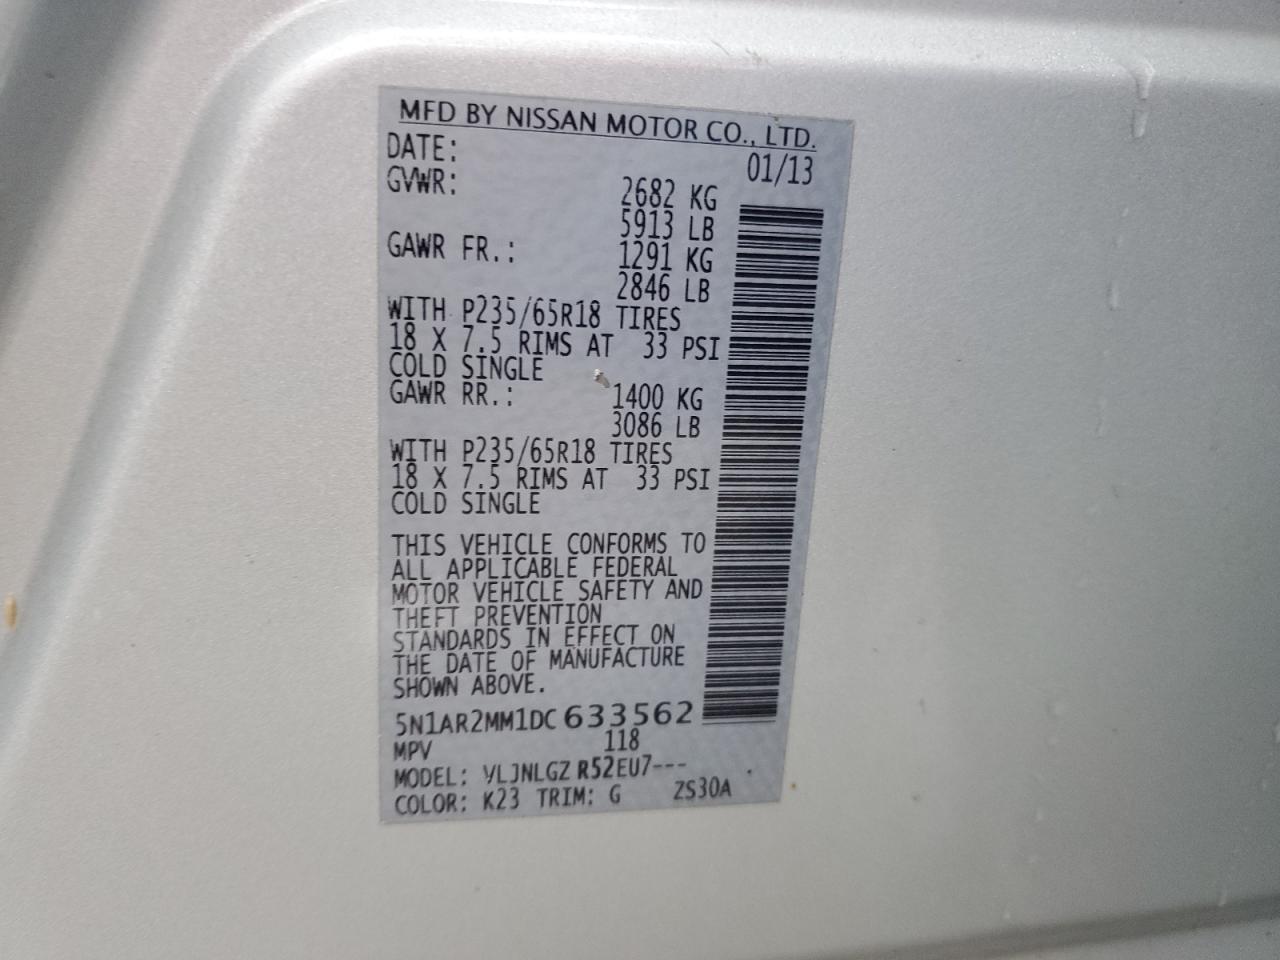 MFD BY NISSAN MOTOR CO., LTD.
DATE: 01/13
GVWR: 2682 KG
5913 LB
GAWR FR.: 1291 KG
2846 LB
WITH P235/65R18 TIRES
18 X 7.5 RIMS AT 33 PSI
COLD SINGLE
GAWR RR.: 1400 KG
3086 LB
WITH P235/65R18 TIRES
18 X 7.5 RIMS AT 33 PSI
COLD SINGLE
THIS VEHICLE CONFORMS TO
ALL APPLICABLE FEDERAL
MOTOR VEHICLE SAFETY AND
THEFT PREVENTION
STANDARDS IN EFFECT ON
THE DATE OF MANUFACTURE
SHOWN ABOVE.
5N1AR2MM1DC633562
MPV 118
MODEL: VLJNLGZ R52EU7---
COLOR: K23 TRIM: G ZS30A